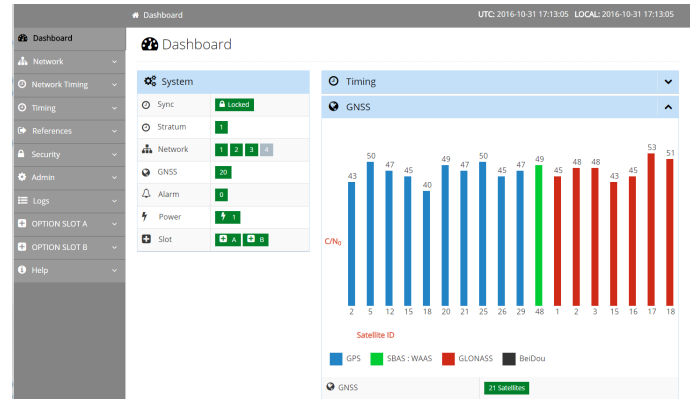 Dashboard
UTC: 2016-10-31 17:13:05 LOCAL: 2016-10-31 17:13:05
Dashboard
Network
Network Timing
Timing
References
Security
Admin
Logs
OPTION SLOT A
OPTION SLOT B
Help
Dashboard
System
Sync Locked
Stratum 1
Network 1 2 3 4
GNSS 20
Alarm 0
Power 1
Slot A B
Timing
GNSS
43 50 47 45 40 49 47 50 45 47 49 45 48 48 43 45 53 51
C/N0
2 5 12 15 18 20 21 25 26 29 48 1 2 3 15 16 17 18
Satellite ID
GPS SBAS : WAAS GLONASS BeiDou
GNSS 21 Satellites